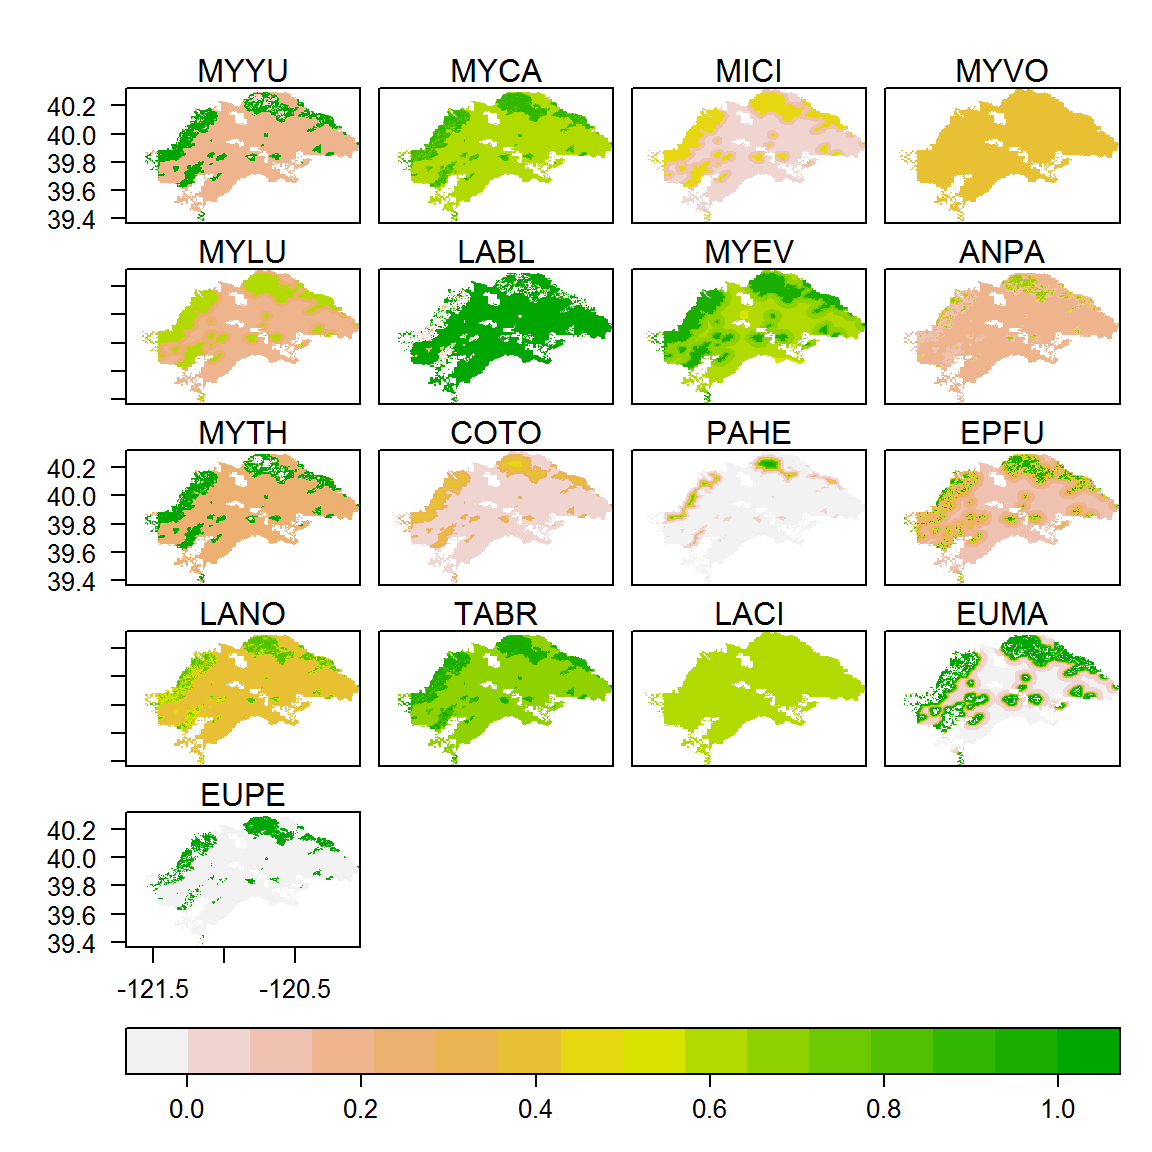 MYYU MYCA MICI MYVO
40.2
40.0
39.8
39.6
39.4
MYLU LABL MYEV ANPA
MYTH COTO PAHE EPFU
40.2
40.0
39.8
39.6
39.4
LANO TABR LACI EUMA
EUPE
40.2
40.0
39.8
39.6
39.4
-121.5 -120.5
0.0 0.2 0.4 0.6 0.8 1.0